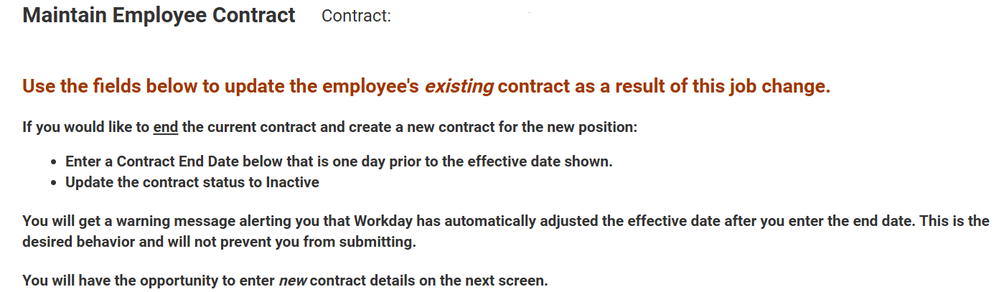 Maintain Employee Contract Contract:
Use the fields below to update the employee's existing contract as a result of this job change.
If you would like to end the current contract and create a new contract for the new position:
• Enter a Contract End Date below that is one day prior to the effective date shown.
• Update the contract status to Inactive
You will get a warning message alerting you that Workday has automatically adjusted the effective date after you enter the end date. This is the
desired behavior and will not prevent you from submitting.
You will have the opportunity to enter new contract details on the next screen.